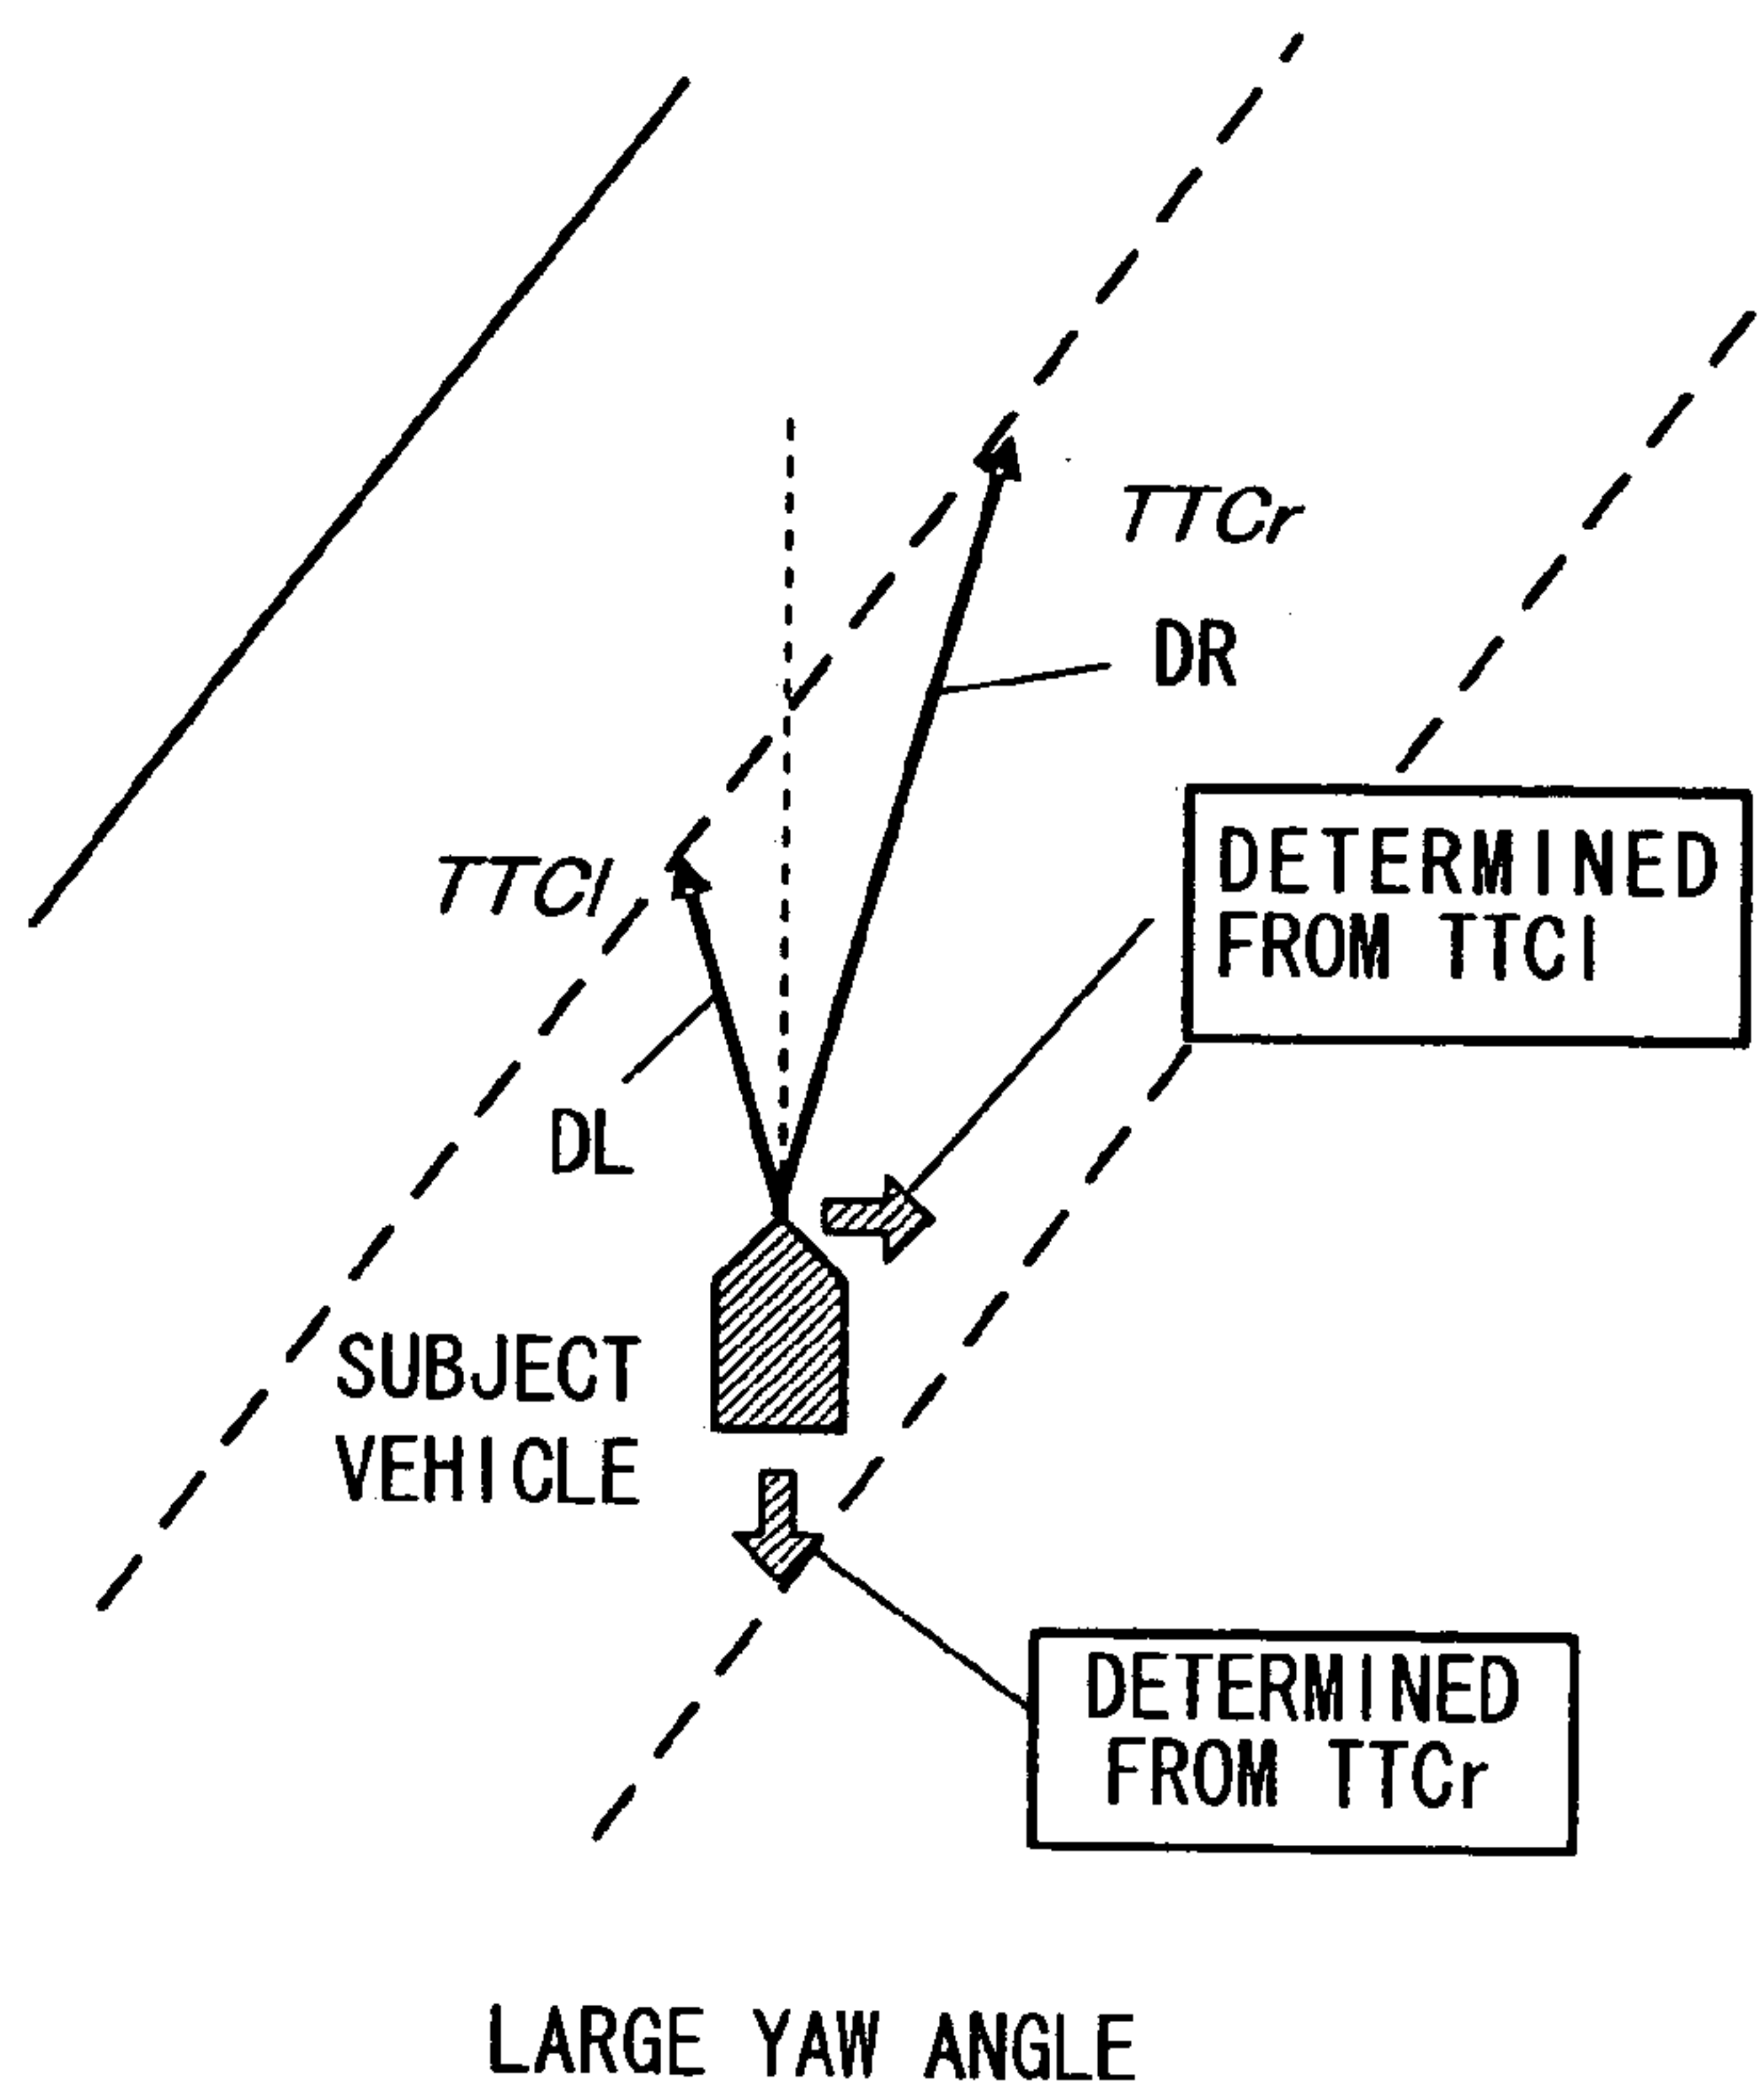 TTCr
DR
DETERMINED
FROM TTCl
TTCl
DL
SUBJECT
VEHICLE
DETERMINED
FROM TTCr
LARGE YAW ANGLE